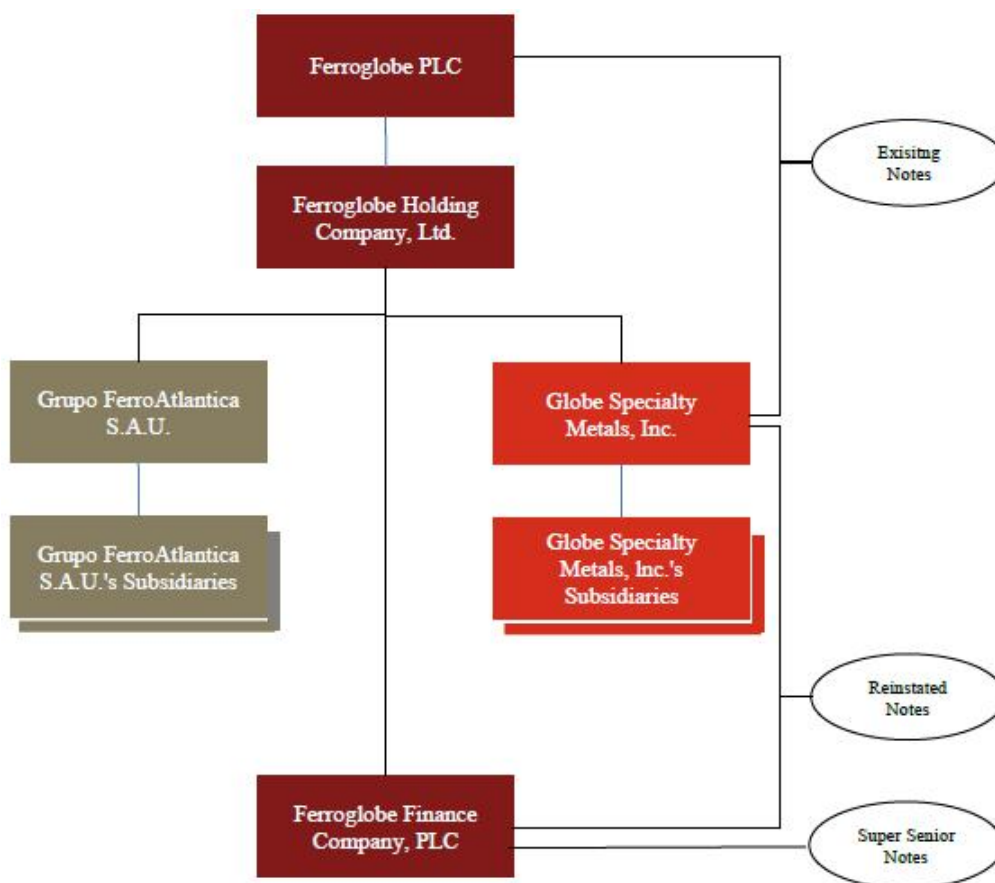 Ferroglobe PLC
Exisitng
Notes
Ferroglobe Holding
Company, Ltd.
Grupo FerroAtlantica
S.A.U.
Globe Specialty
Metals, Inc.
Grupo FerroAtlantica
S.A.U.'s Subsidiaries
Globe Specialty
Metals, Inc.'s
Subsidiaries
Reinstated
Notes
Ferroglobe Finance
Company, PLC
Super Senior
Notes